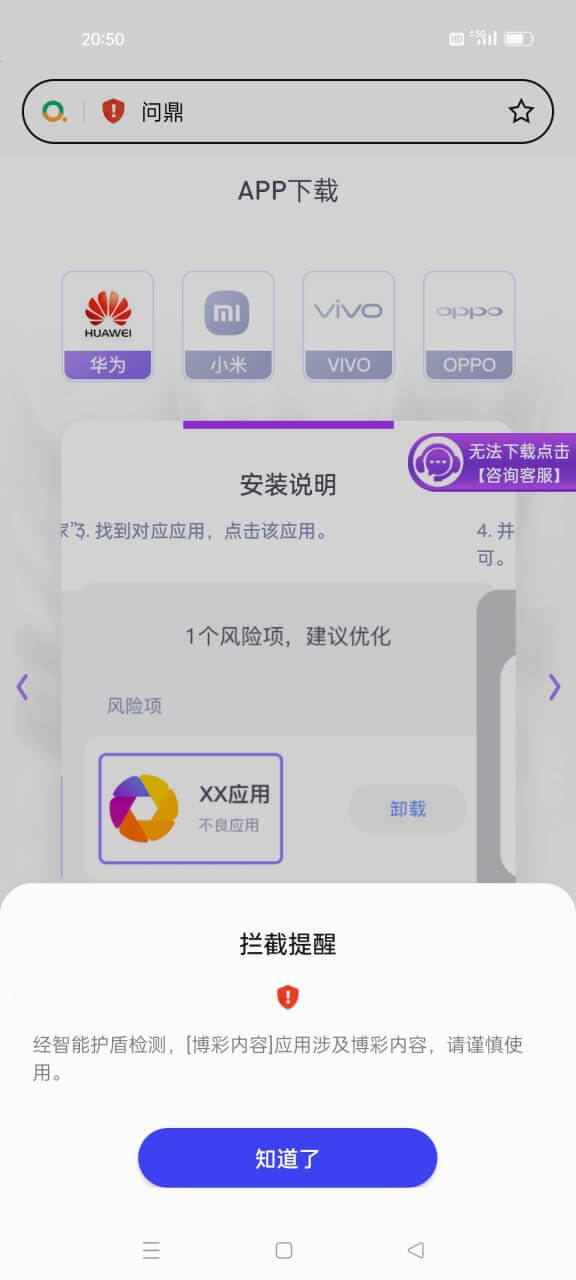 20:50
HD 5G
问鼎
APP下载
HUAWEI
mi
vivo
oppo
华为
小米
VIVO
OPPO
无法下载点击
【咨询客服】
安装说明
家”
3. 找到对应应用，点击该应用。
4. 并
可。
1个风险项，建议优化
风险项
XX应用
不良应用
卸载
拦截提醒
经智能护盾检测，[博彩内容]应用涉及博彩内容，请谨慎使
用。
知道了